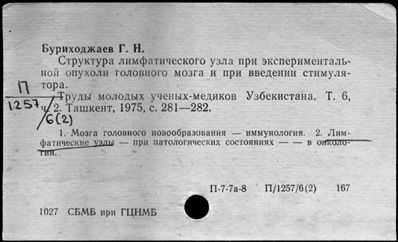 Буриходжаев Г. Н.
Структура лимфатического узла при эксперименталь-
ной опухоли головного мозга и при введении стимуля-
тора.
П
1257
6(2)
Труды молодых ученых-медиков Узбекистана. Т. 6,
ч. 2. Ташкент, 1975, с. 281—282.
1. Мозга головного новообразования — иммунология. 2. Лим-
фатические узлы — при патологических состояниях — — в онколо-
гии.
П-7-7а-8 П/1257/6(2) 167
1027 СБМБ при ГЦНМБ